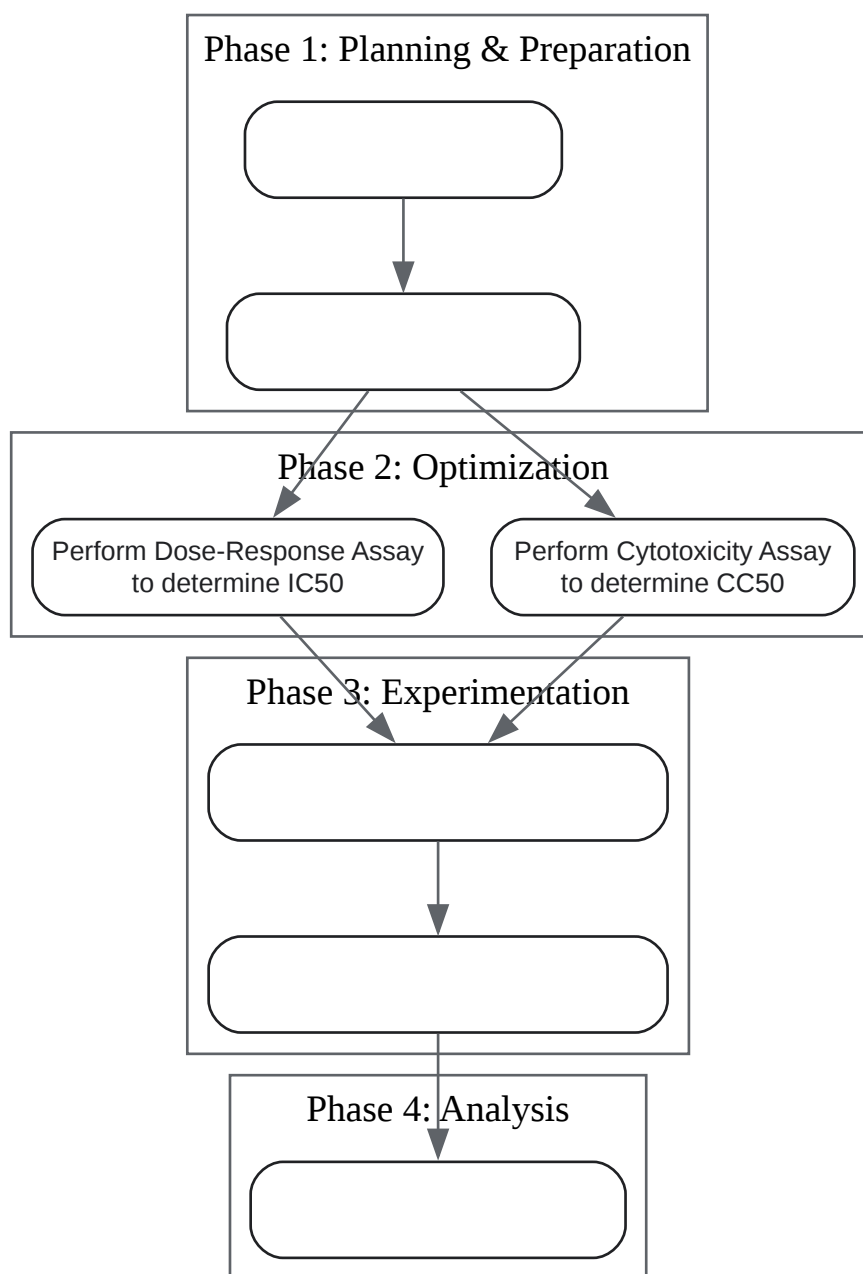 Phase 1: Planning & Preparation
Phase 2: Optimization
Perform Dose-Response Assay
to determine IC50
Perform Cytotoxicity Assay
to determine CC50
Phase 3: Experimentation
Phase 4: Analysis